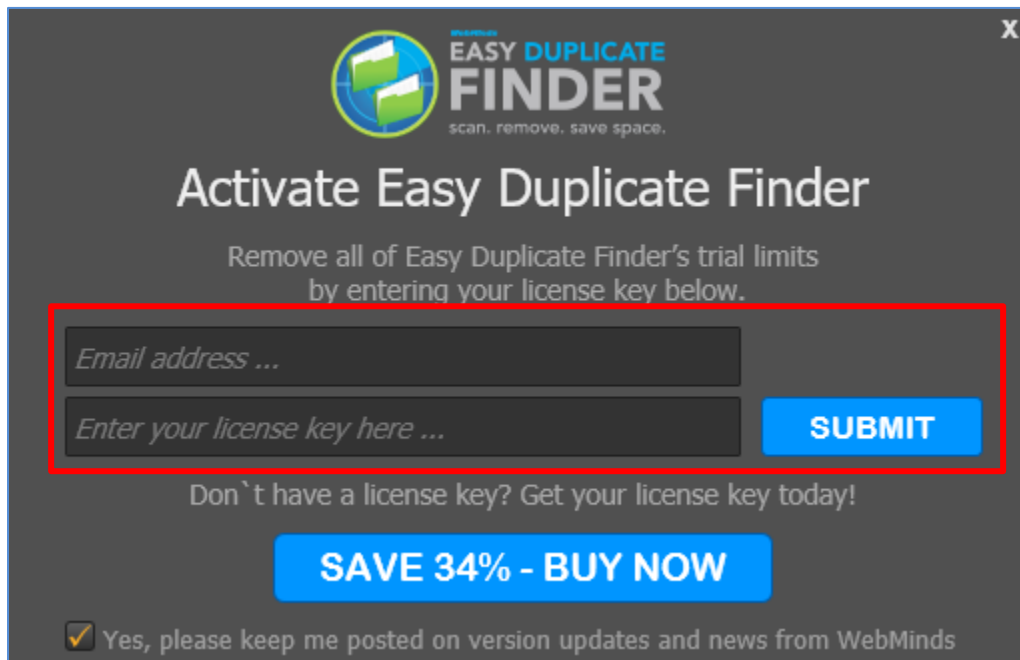 X
WebMinds
EASY DUPLICATE
FINDER
scan. remove. save space.
Activate Easy Duplicate Finder
Remove all of Easy Duplicate Finder's trial limits
by entering your license key below.
Email address ...
Enter your license key here ...
SUBMIT
Don`t have a license key? Get your license key today!
SAVE 34% - BUY NOW
Yes, please keep me posted on version updates and news from WebMinds